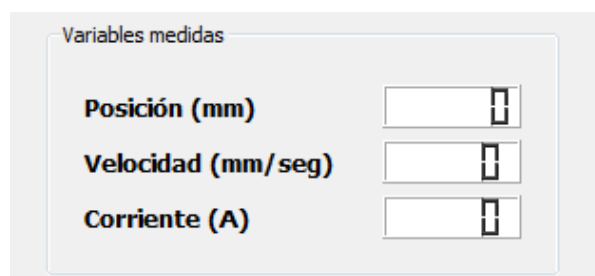 Variables medidas
Posición (mm) 0
Velocidad (mm/seg) 0
Corriente (A) 0